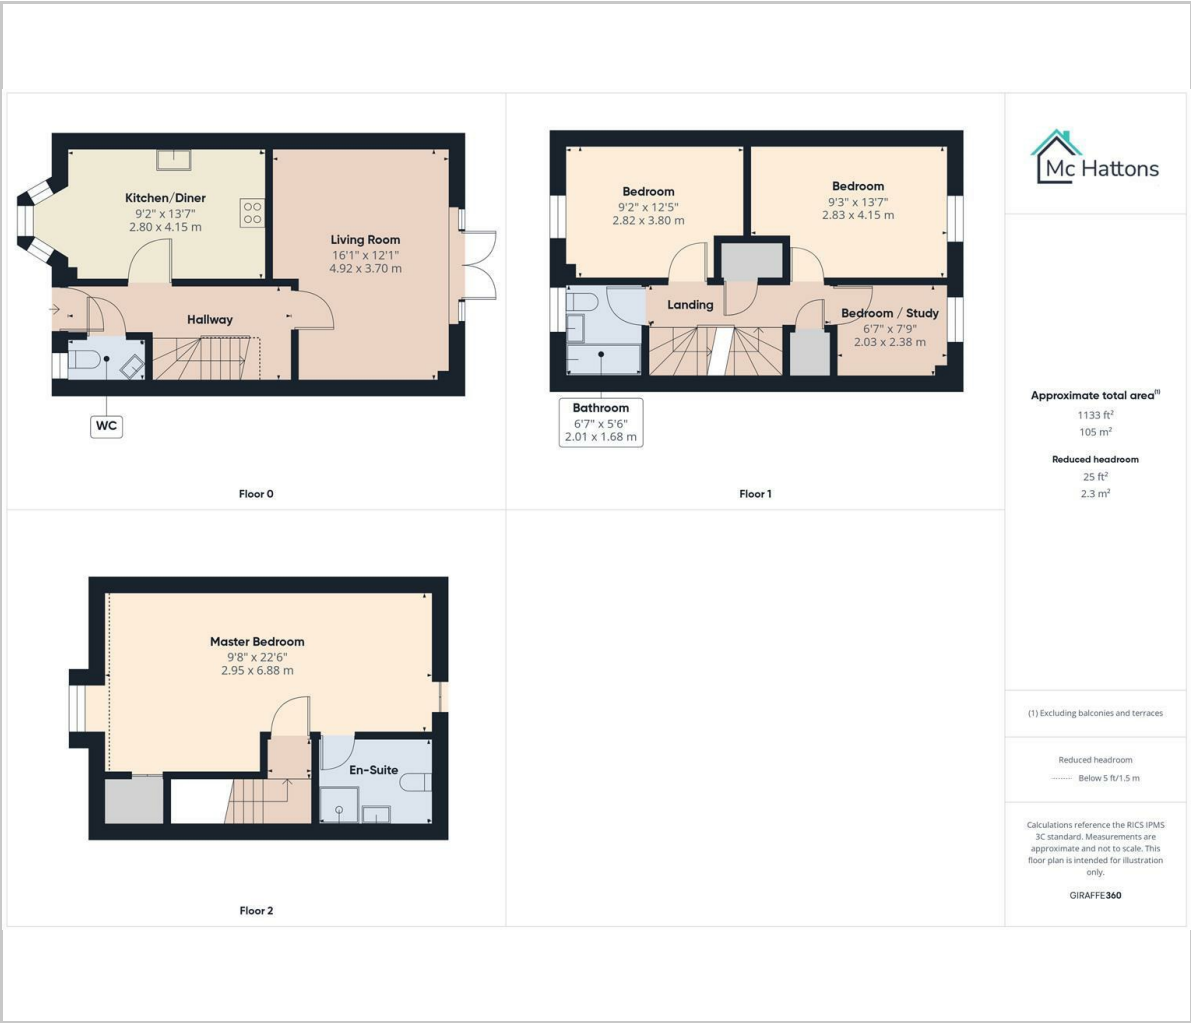 Kitchen/Diner
9'2" x 13'7"
2.80 x 4.15 m
Living Room
16'1" x 12'1"
4.92 x 3.70 m
Hallway
WC
Floor 0
Bedroom
9'2" x 12'5"
2.82 x 3.80 m
Bedroom
9'3" x 13'7"
2.83 x 4.15 m
Landing
Bedroom / Study
6'7" x 7'9"
2.03 x 2.38 m
Bathroom
6'7" x 5'6"
2.01 x 1.68 m
Floor 1
Master Bedroom
9'8" x 22'6"
2.95 x 6.88 m
En-Suite
Floor 2
Mc Hattons
Approximate total area(1)
1133 ft²
105 m²
Reduced headroom
25 ft²
2.3 m²
(1) Excluding balconies and terraces
Reduced headroom
Below 5 ft/1.5 m
Calculations reference the RICS IPMS
3C standard. Measurements are
approximate and not to scale. This
floor plan is intended for illustration
only.
GIRAFFE360